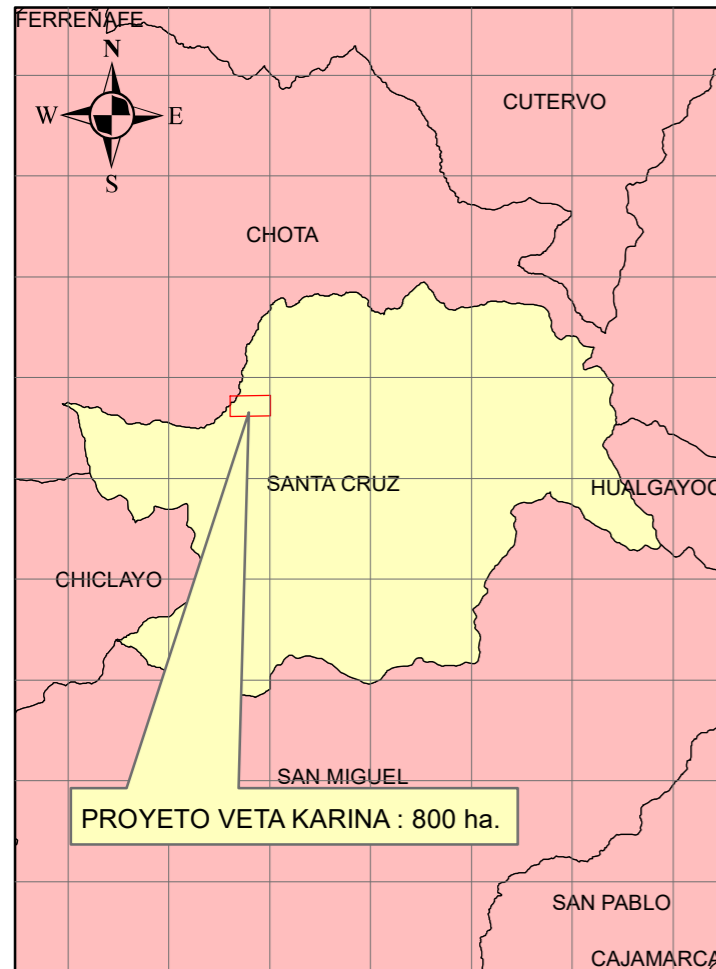 FERREÑAFE
N
W E
S
CUTERVO
CHOTA
SANTA CRUZ
HUALGAYOC
CHICLAYO
SAN MIGUEL
PROYETO VETA KARINA : 800 ha.
SAN PABLO
CAJAMARCA